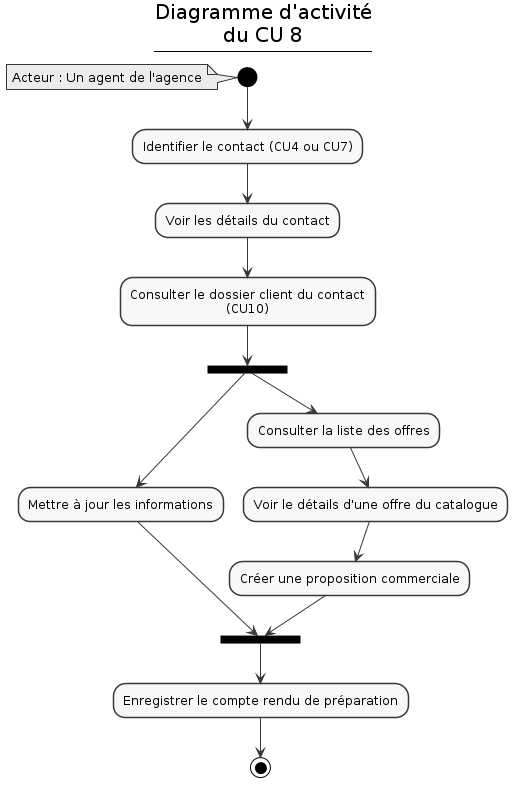 Diagramme d'activité
du CU 8
Acteur : Un agent de l'agence
Identifier le contact (CU4 ou CU7)
Voir les détails du contact
Consulter le dossier client du contact
(CU10)
Consulter la liste des offres
Mettre à jour les informations
Voir le détails d'une offre du catalogue
Créer une proposition commerciale
Enregistrer le compte rendu de préparation